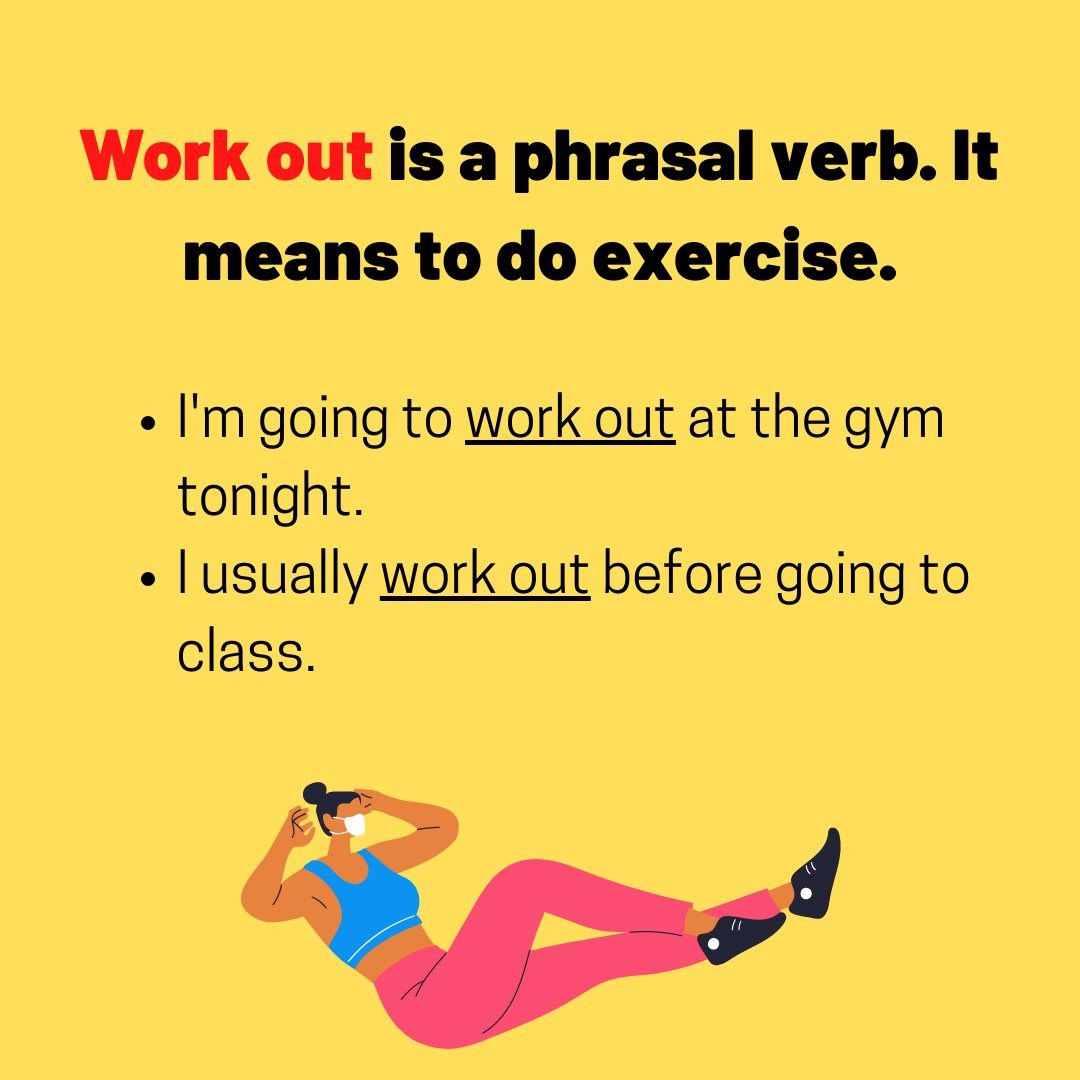 Work out is a phrasal verb. It
means to do exercise.
• I'm going to work out at the gym
tonight.
• I usually work out before going to
class.